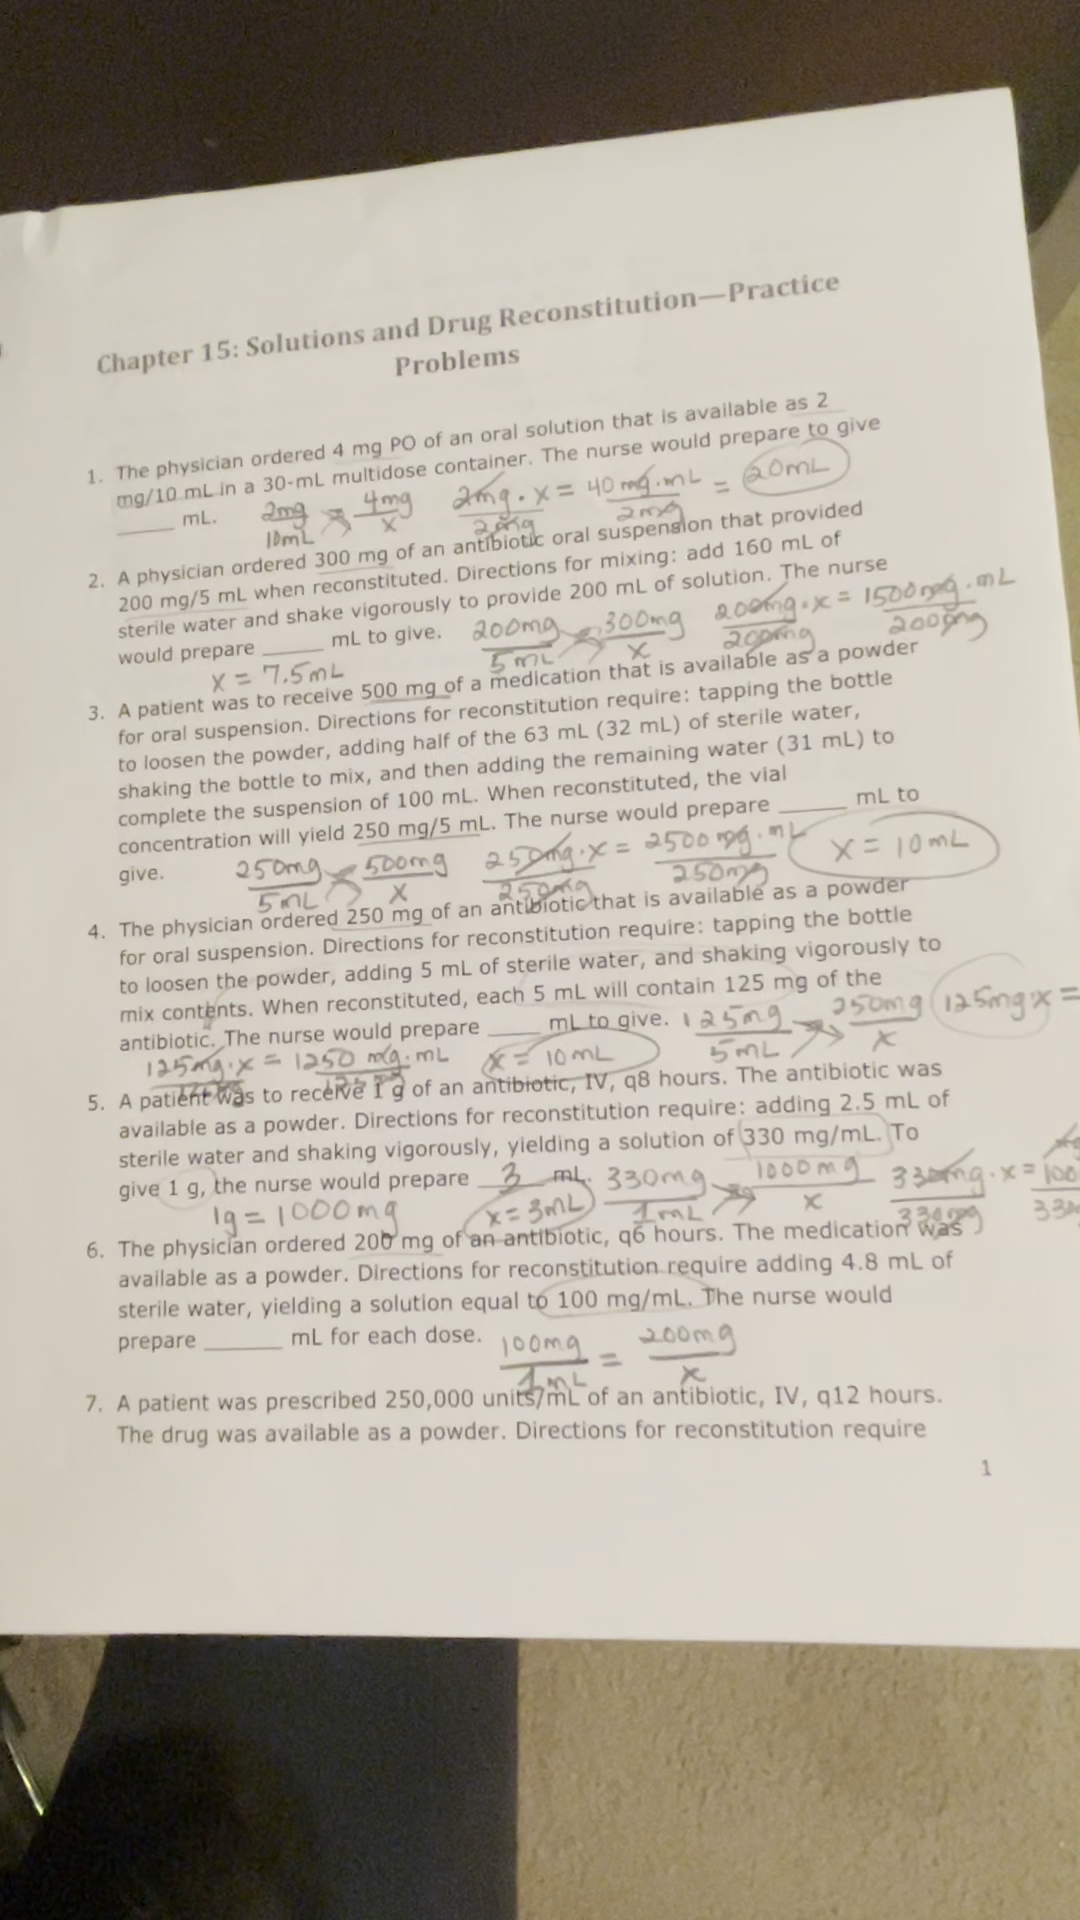 Chapter 15: Solutions and Drug Reconstitution—Practice
Problems
1. The physician ordered 4 mg PO of an oral solution that is available as 2
mg/10 mL in a 30-mL multidose container. The nurse would prepare to give
_____ mL. 2mg/10mL = 4mg/x 2mg·x/2mg = 40mg·mL/2mg = 20mL
2. A physician ordered 300 mg of an antibiotic oral suspension that provided
200 mg/5 mL when reconstituted. Directions for mixing: add 160 mL of
sterile water and shake vigorously to provide 200 mL of solution. The nurse
would prepare _____ mL to give. 200mg/5mL = 300mg/x 200mg·x/200mg = 1500mg·mL/200mg
x = 7.5mL
3. A patient was to receive 500 mg of a medication that is available as a powder
for oral suspension. Directions for reconstitution require: tapping the bottle
to loosen the powder, adding half of the 63 mL (32 mL) of sterile water,
shaking the bottle to mix, and then adding the remaining water (31 mL) to
complete the suspension of 100 mL. When reconstituted, the vial
concentration will yield 250 mg/5 mL. The nurse would prepare _____ mL to
give. 250mg/5mL = 500mg/x 250mg·x/250mg = 2500mg·mL/250mg x = 10mL
4. The physician ordered 250 mg of an antibiotic that is available as a powder
for oral suspension. Directions for reconstitution require: tapping the bottle
to loosen the powder, adding 5 mL of sterile water, and shaking vigorously to
mix contents. When reconstituted, each 5 mL will contain 125 mg of the
antibiotic. The nurse would prepare _____ mL to give. 125mg/5mL = 250mg/x 125mg·x=
125mg·x/125mg = 1250 mg·mL/125mg x = 10mL
5. A patient was to receive 1 g of an antibiotic, IV, q8 hours. The antibiotic was
available as a powder. Directions for reconstitution require: adding 2.5 mL of
sterile water and shaking vigorously, yielding a solution of 330 mg/mL. To
give 1 g, the nurse would prepare 3 mL. 330mg/1mL = 1000mg/x 330mg·x/330mg =
1g = 1000mg x = 3mL
6. The physician ordered 200 mg of an antibiotic, q6 hours. The medication was
available as a powder. Directions for reconstitution require adding 4.8 mL of
sterile water, yielding a solution equal to 100 mg/mL. The nurse would
prepare _____ mL for each dose. 100mg/1mL = 200mg/x
7. A patient was prescribed 250,000 units/mL of an antibiotic, IV, q12 hours.
The drug was available as a powder. Directions for reconstitution require
1